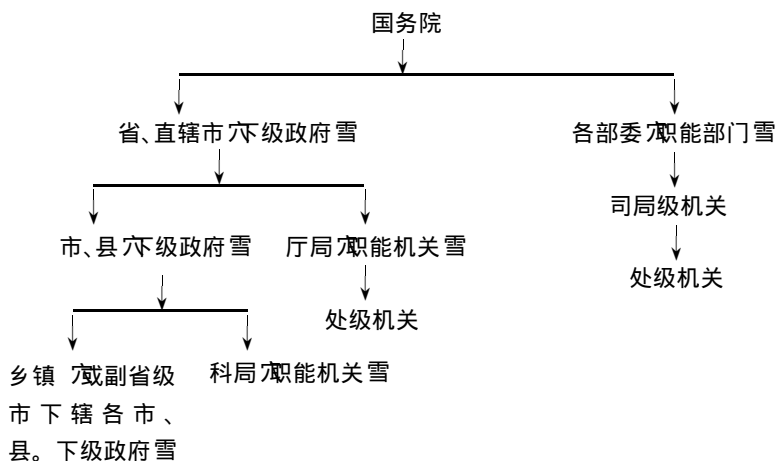 国务院
省、直辖市穴下级政府雪
各部委穴职能部门雪
司局级机关
市、县穴下级政府雪
厅局穴职能机关雪
处级机关
处级机关
乡镇 穴或副省级
市下辖各市、
县。下级政府雪
科局穴职能机关雪